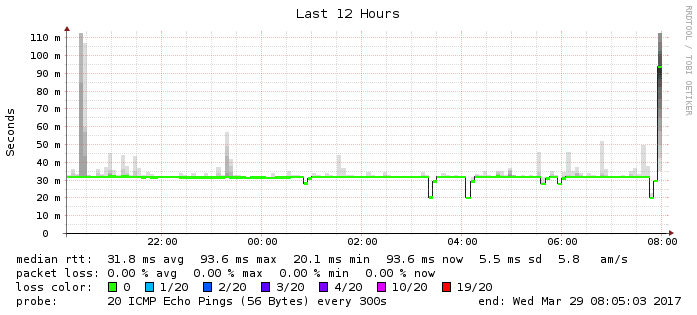 Last 12 Hours
RRDTOOL / TOBI OETIKER
Seconds
110 m
100 m
90 m
80 m
70 m
60 m
50 m
40 m
30 m
20 m
10 m
0
22:00 00:00 02:00 04:00 06:00 08:00
median rtt: 31.8 ms avg 93.6 ms max 20.1 ms min 93.6 ms now 5.5 ms sd 5.8 am/s
packet loss: 0.00 % avg 0.00 % max 0.00 % min 0.00 % now
loss color: 0 1/20 2/20 3/20 4/20 10/20 19/20
probe: 20 ICMP Echo Pings (56 Bytes) every 300s end: Wed Mar 29 08:05:03 2017